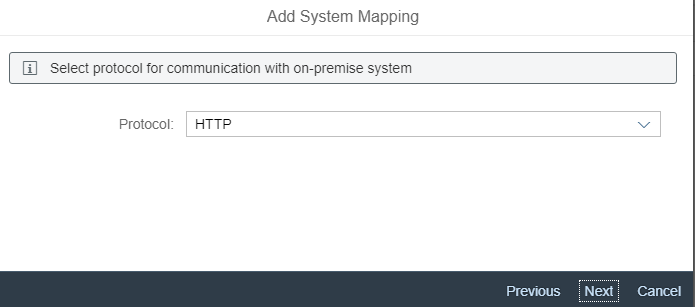 Add System Mapping
Select protocol for communication with on-premise system
Protocol: HTTP
Previous Next Cancel